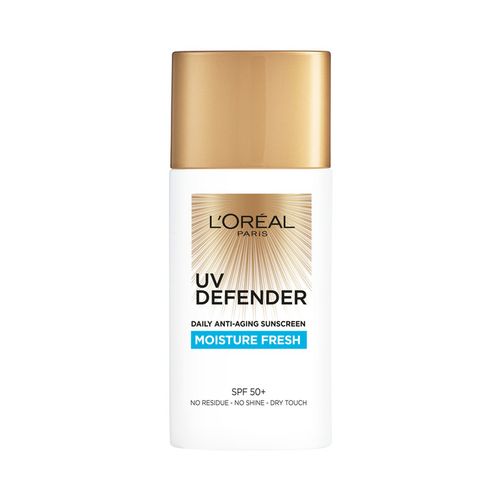 L'ORÉAL
PARIS
UV
DEFENDER
DAILY ANTI-AGING SUNSCREEN
MOISTURE FRESH
SPF 50+
NO RESIDUE - NO SHINE - DRY TOUCH